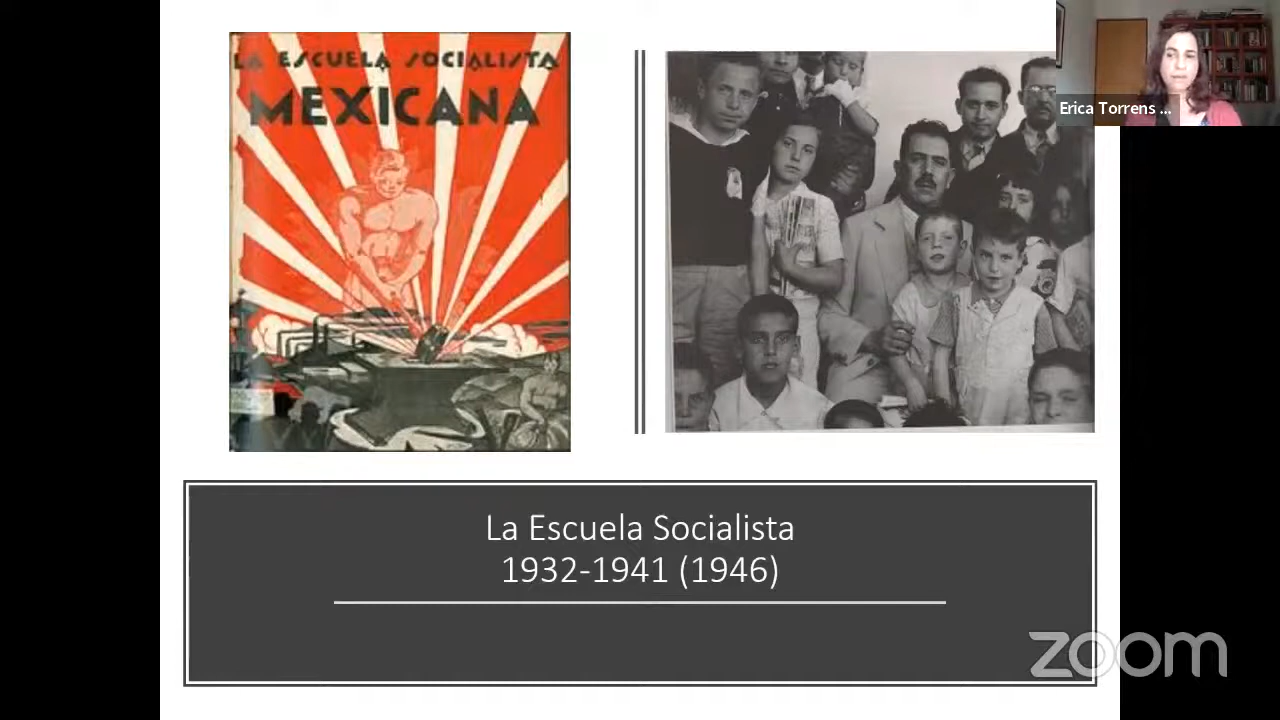 LA ESCUELA SOCIALISTA
MEXICANA
Erica Torrens ...
La Escuela Socialista
1932-1941 (1946)
zoom